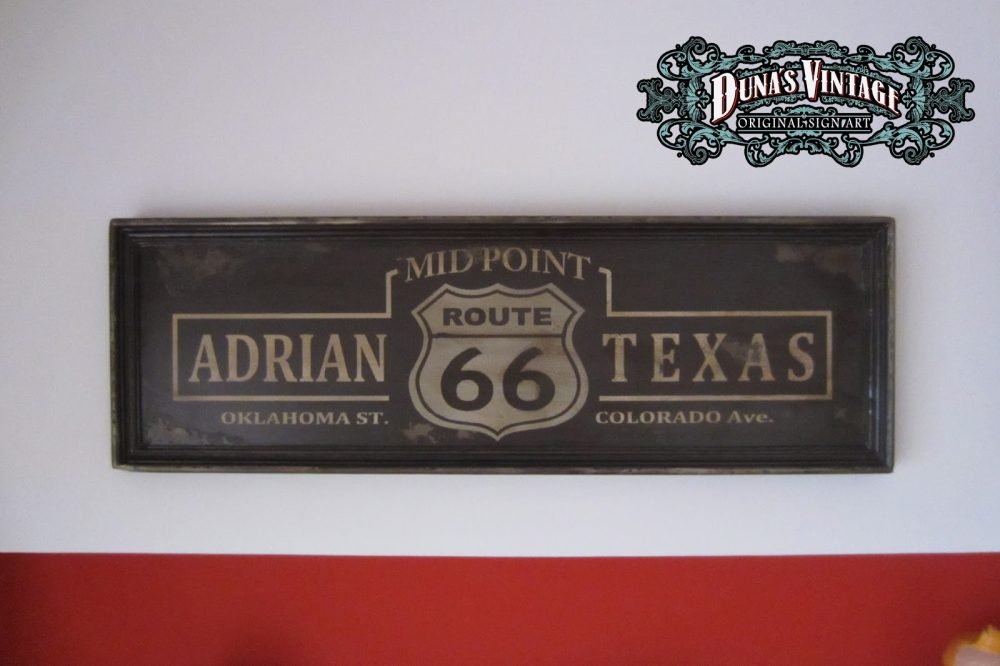 DUNA'S VINTAGE
ORIGINAL SIGN ART
MID POINT
ROUTE
66
ADRIAN
TEXAS
OKLAHOMA ST.
COLORADO Ave.